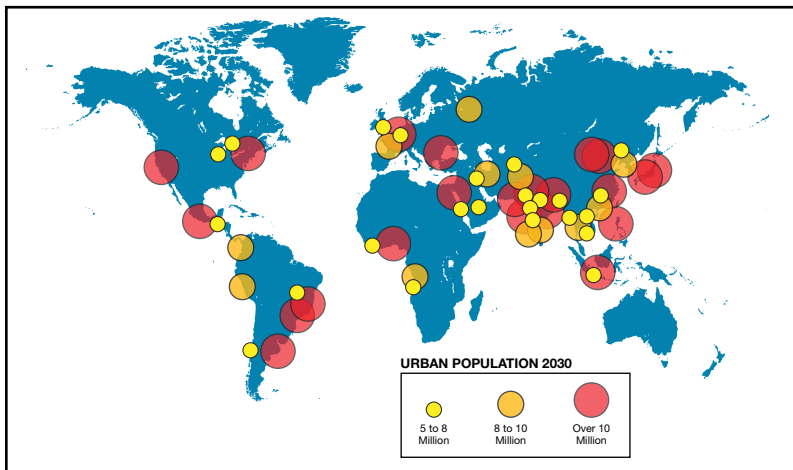 URBAN POPULATION 2030
5 to 8
Million
8 to 10
Million
Over 10
Million